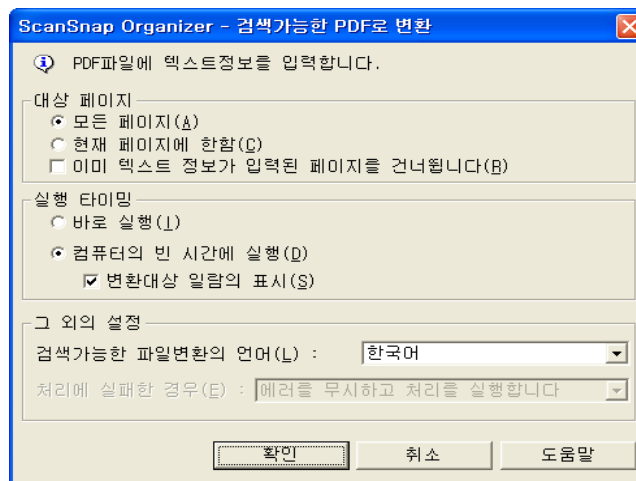 ScanSnap Organizer - 검색가능한 PDF로 변환
PDF파일에 텍스트정보를 입력합니다.
대상 페이지
모든 페이지(A)
현재 페이지에 한함(C)
이미 텍스트 정보가 입력된 페이지를 건너뜁니다(R)
실행 타이밍
바로 실행(I)
컴퓨터의 빈 시간에 실행(D)
변환대상 일람의 표시(S)
그 외의 설정
검색가능한 파일변환의 언어(L) : 한국어
처리에 실패한 경우(E) : 에러를 무시하고 처리를 실행합니다
확인 취소 도움말